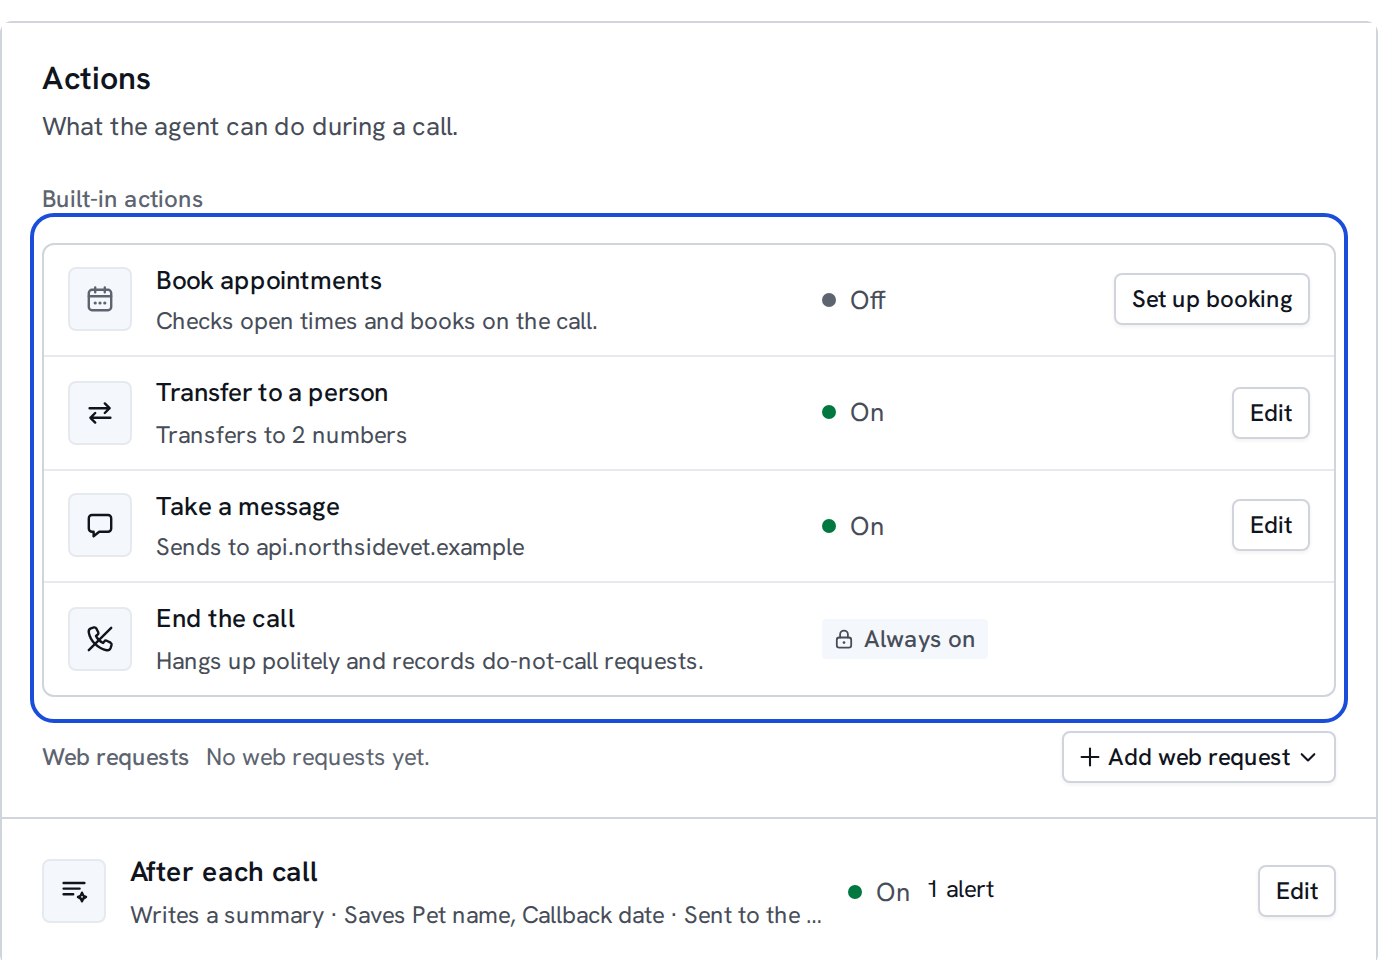 Actions
What the agent can do during a call.
Built-in actions
Book appointments
Checks open times and books on the call.
Off
Set up booking
Transfer to a person
Transfers to 2 numbers
On
Edit
Take a message
Sends to api.northsidevet.example
On
Edit
End the call
Hangs up politely and records do-not-call requests.
Always on
Web requests No web requests yet.
Add web request
After each call
Writes a summary · Saves Pet name, Callback date · Sent to the ...
On 1 alert
Edit